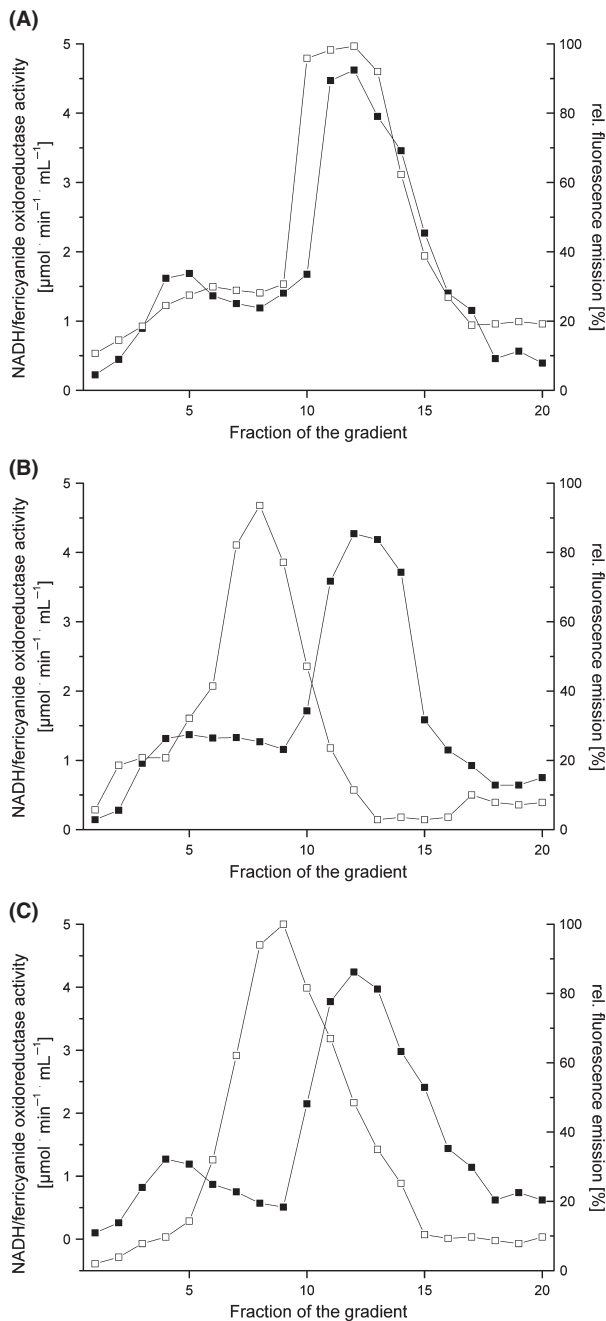 (A)
NADH/ferricyanide oxidoreductase activity
[µmol · min⁻¹ · mL⁻¹]
5
4
3
2
1
0
100
80
60
40
20
0
rel. fluorescence emission [%]
5 10 15 20
Fraction of the gradient
(B)
NADH/ferricyanide oxidoreductase activity
[µmol · min⁻¹ · mL⁻¹]
5
4
3
2
1
0
100
80
60
40
20
0
rel. fluorescence emission [%]
5 10 15 20
Fraction of the gradient
(C)
NADH/ferricyanide oxidoreductase activity
[µmol · min⁻¹ · mL⁻¹]
5
4
3
2
1
0
100
80
60
40
20
0
rel. fluorescence emission [%]
5 10 15 20
Fraction of the gradient